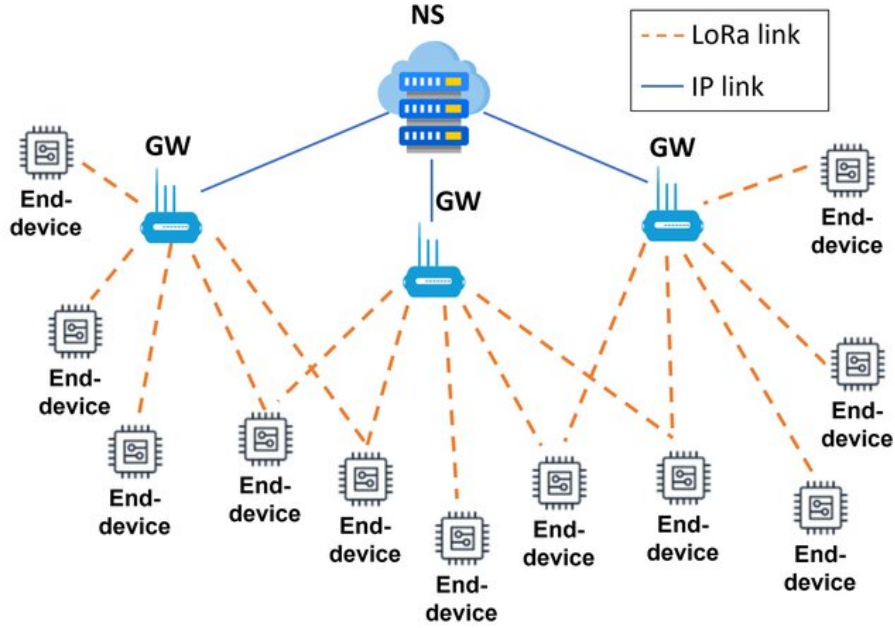 NS
LoRa link
IP link
GW
GW
GW
End-
device
End-
device
End-
device
End-
device
End-
device
End-
device
End-
device
End-
device
End-
device
End-
device
End-
device
End-
device